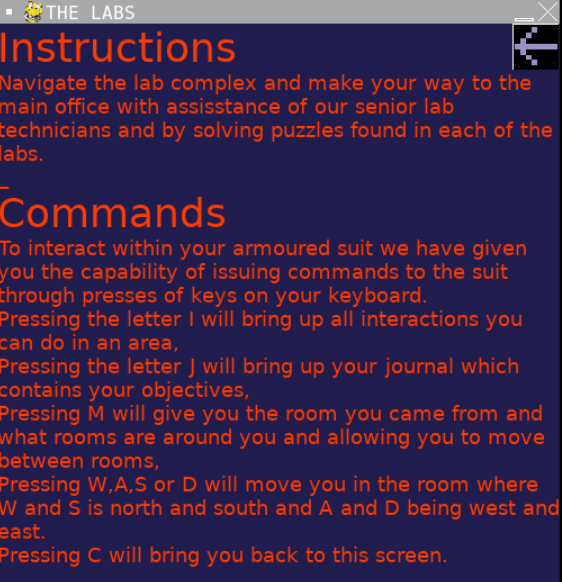 THE LABS
Instructions
Navigate the lab complex and make your way to the
main office with assisstance of our senior lab
technicians and by solving puzzles found in each of the
labs.
_
Commands
To interact within your armoured suit we have given
you the capability of issuing commands to the suit
through presses of keys on your keyboard.
Pressing the letter I will bring up all interactions you
can do in an area,
Pressing the letter J will bring up your journal which
contains your objectives,
Pressing M will give you the room you came from and
what rooms are around you and allowing you to move
between rooms,
Pressing W,A,S or D will move you in the room where
W and S is north and south and A and D being west and
east.
Pressing C will bring you back to this screen.